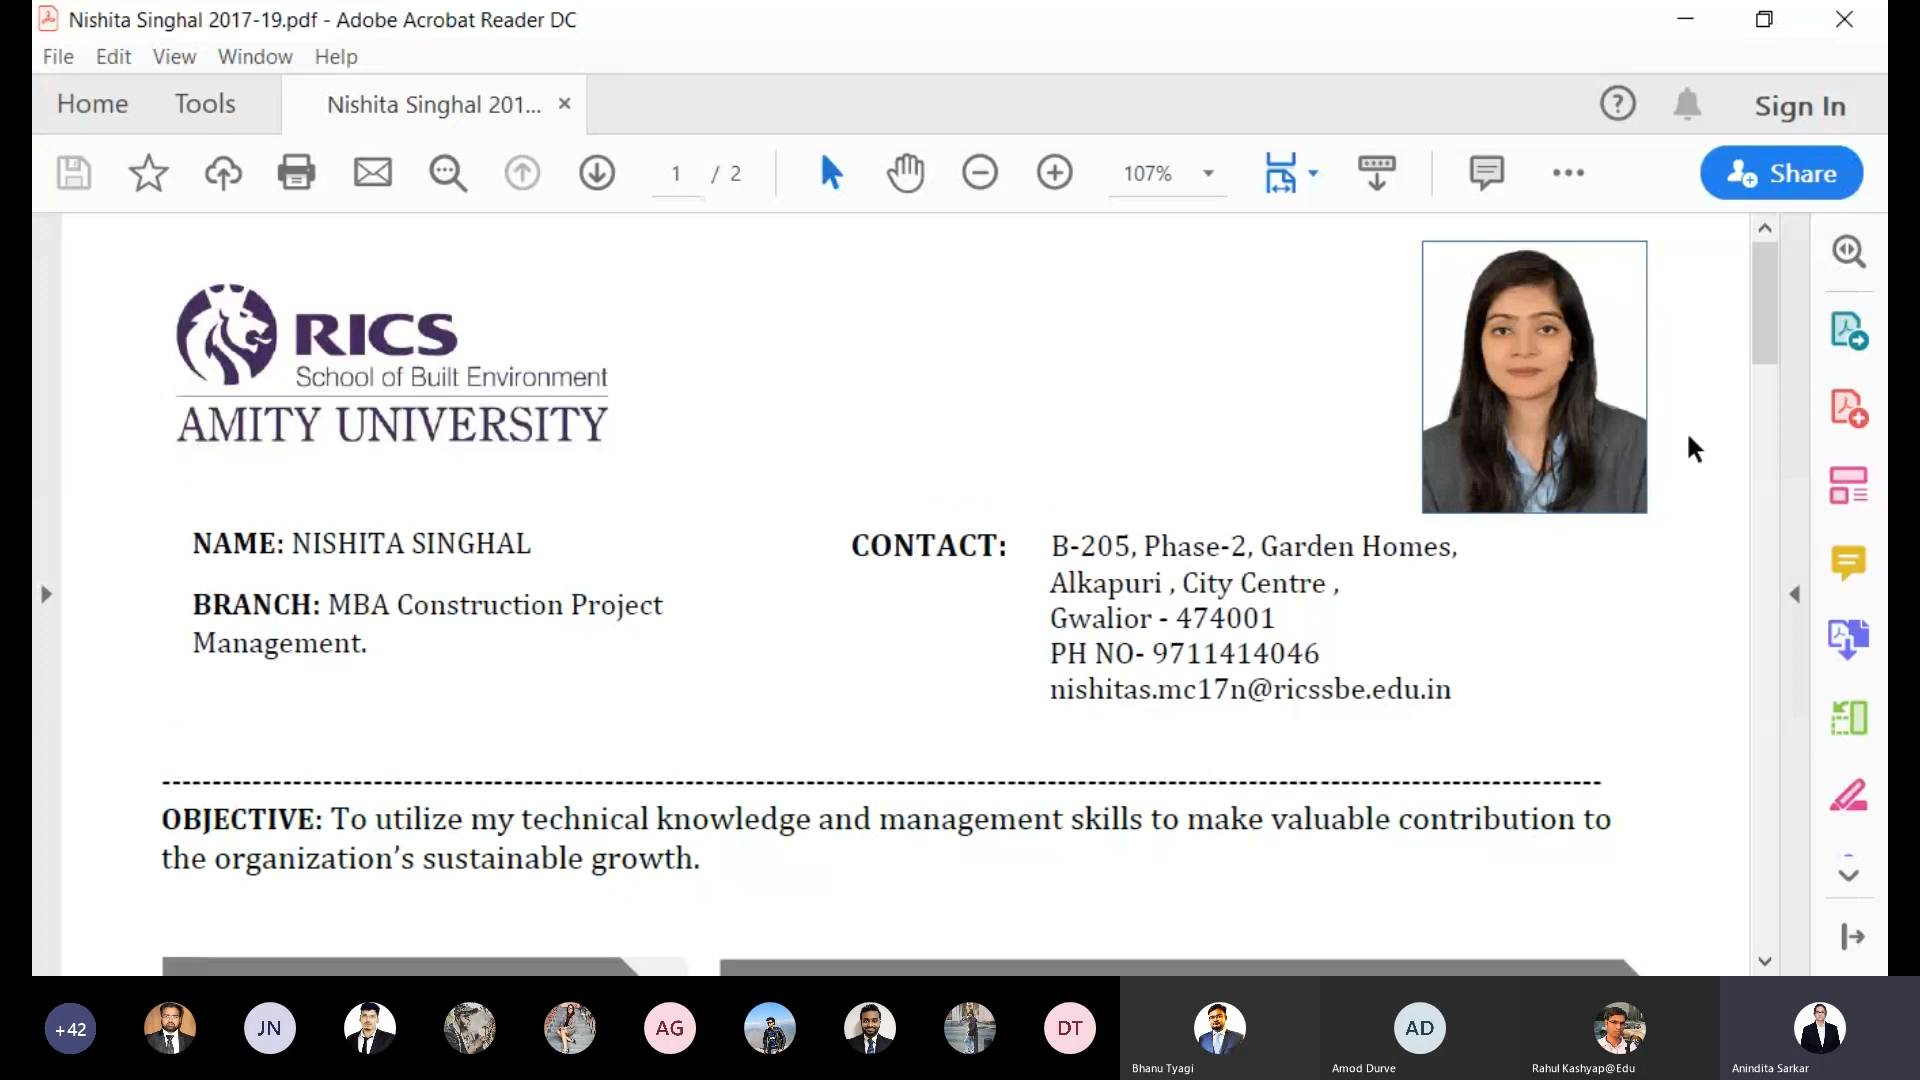 Nishita Singhal 2017-19.pdf - Adobe Acrobat Reader DC
File Edit View Window Help
Home Tools Nishita Singhal 201... × Sign In
1 / 2 107% Share
RICS
School of Built Environment
AMITY UNIVERSITY
NAME: NISHITA SINGHAL
BRANCH: MBA Construction Project
Management.
CONTACT: B-205, Phase-2, Garden Homes,
Alkapuri , City Centre ,
Gwalior - 474001
PH NO- 9711414046
nishitas.mc17n@ricssbe.edu.in
OBJECTIVE: To utilize my technical knowledge and management skills to make valuable contribution to
the organization’s sustainable growth.
+42 JN AG DT AD
Bhanu Tyagi Amod Durve Rahul Kashyap@Edu Anindita Sarkar